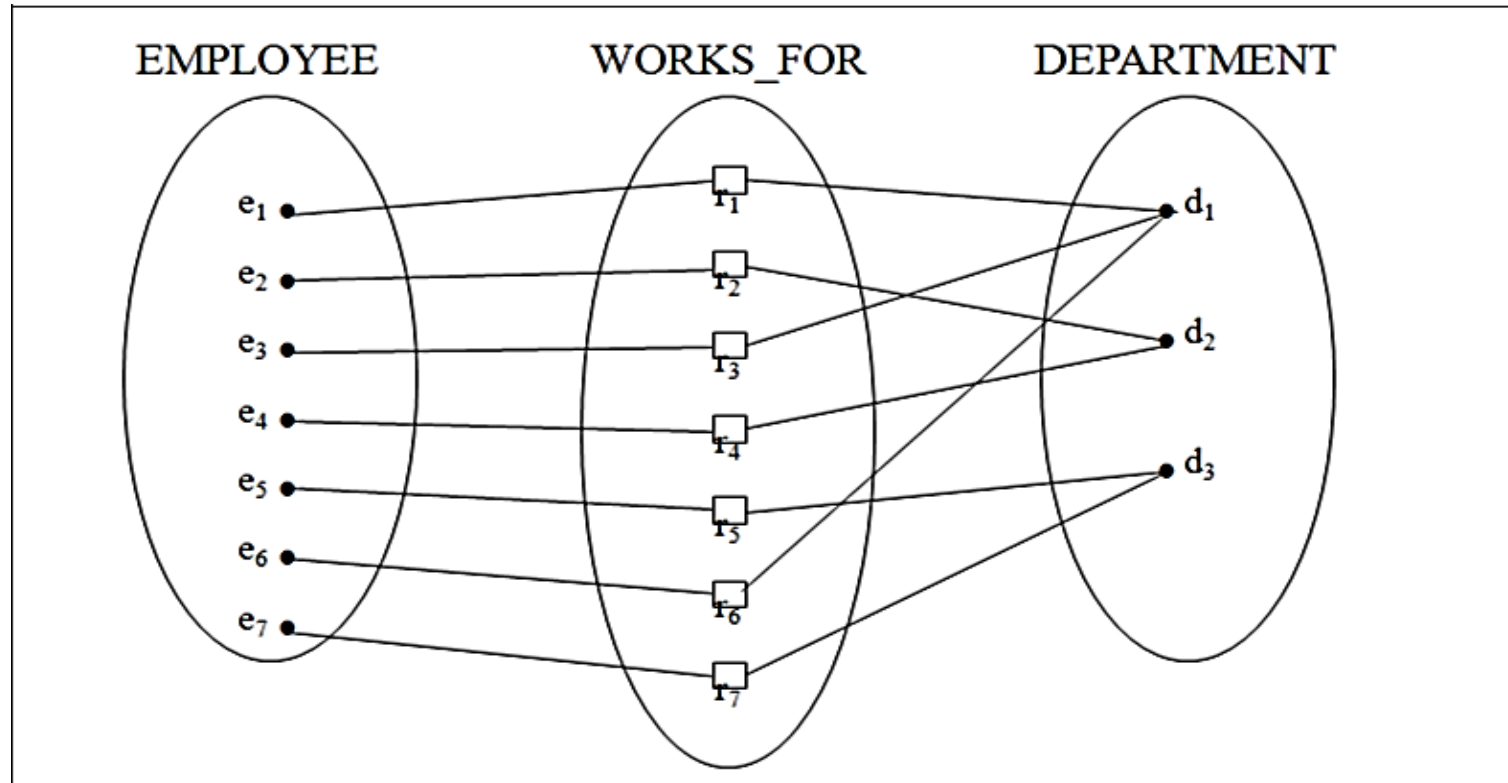 EMPLOYEE WORKS_FOR DEPARTMENT
e₁ r₁ d₁
e₂ r₂
e₃ r₃ d₂
e₄ r₄
e₅ r₅ d₃
e₆ r₆
e₇ r₇